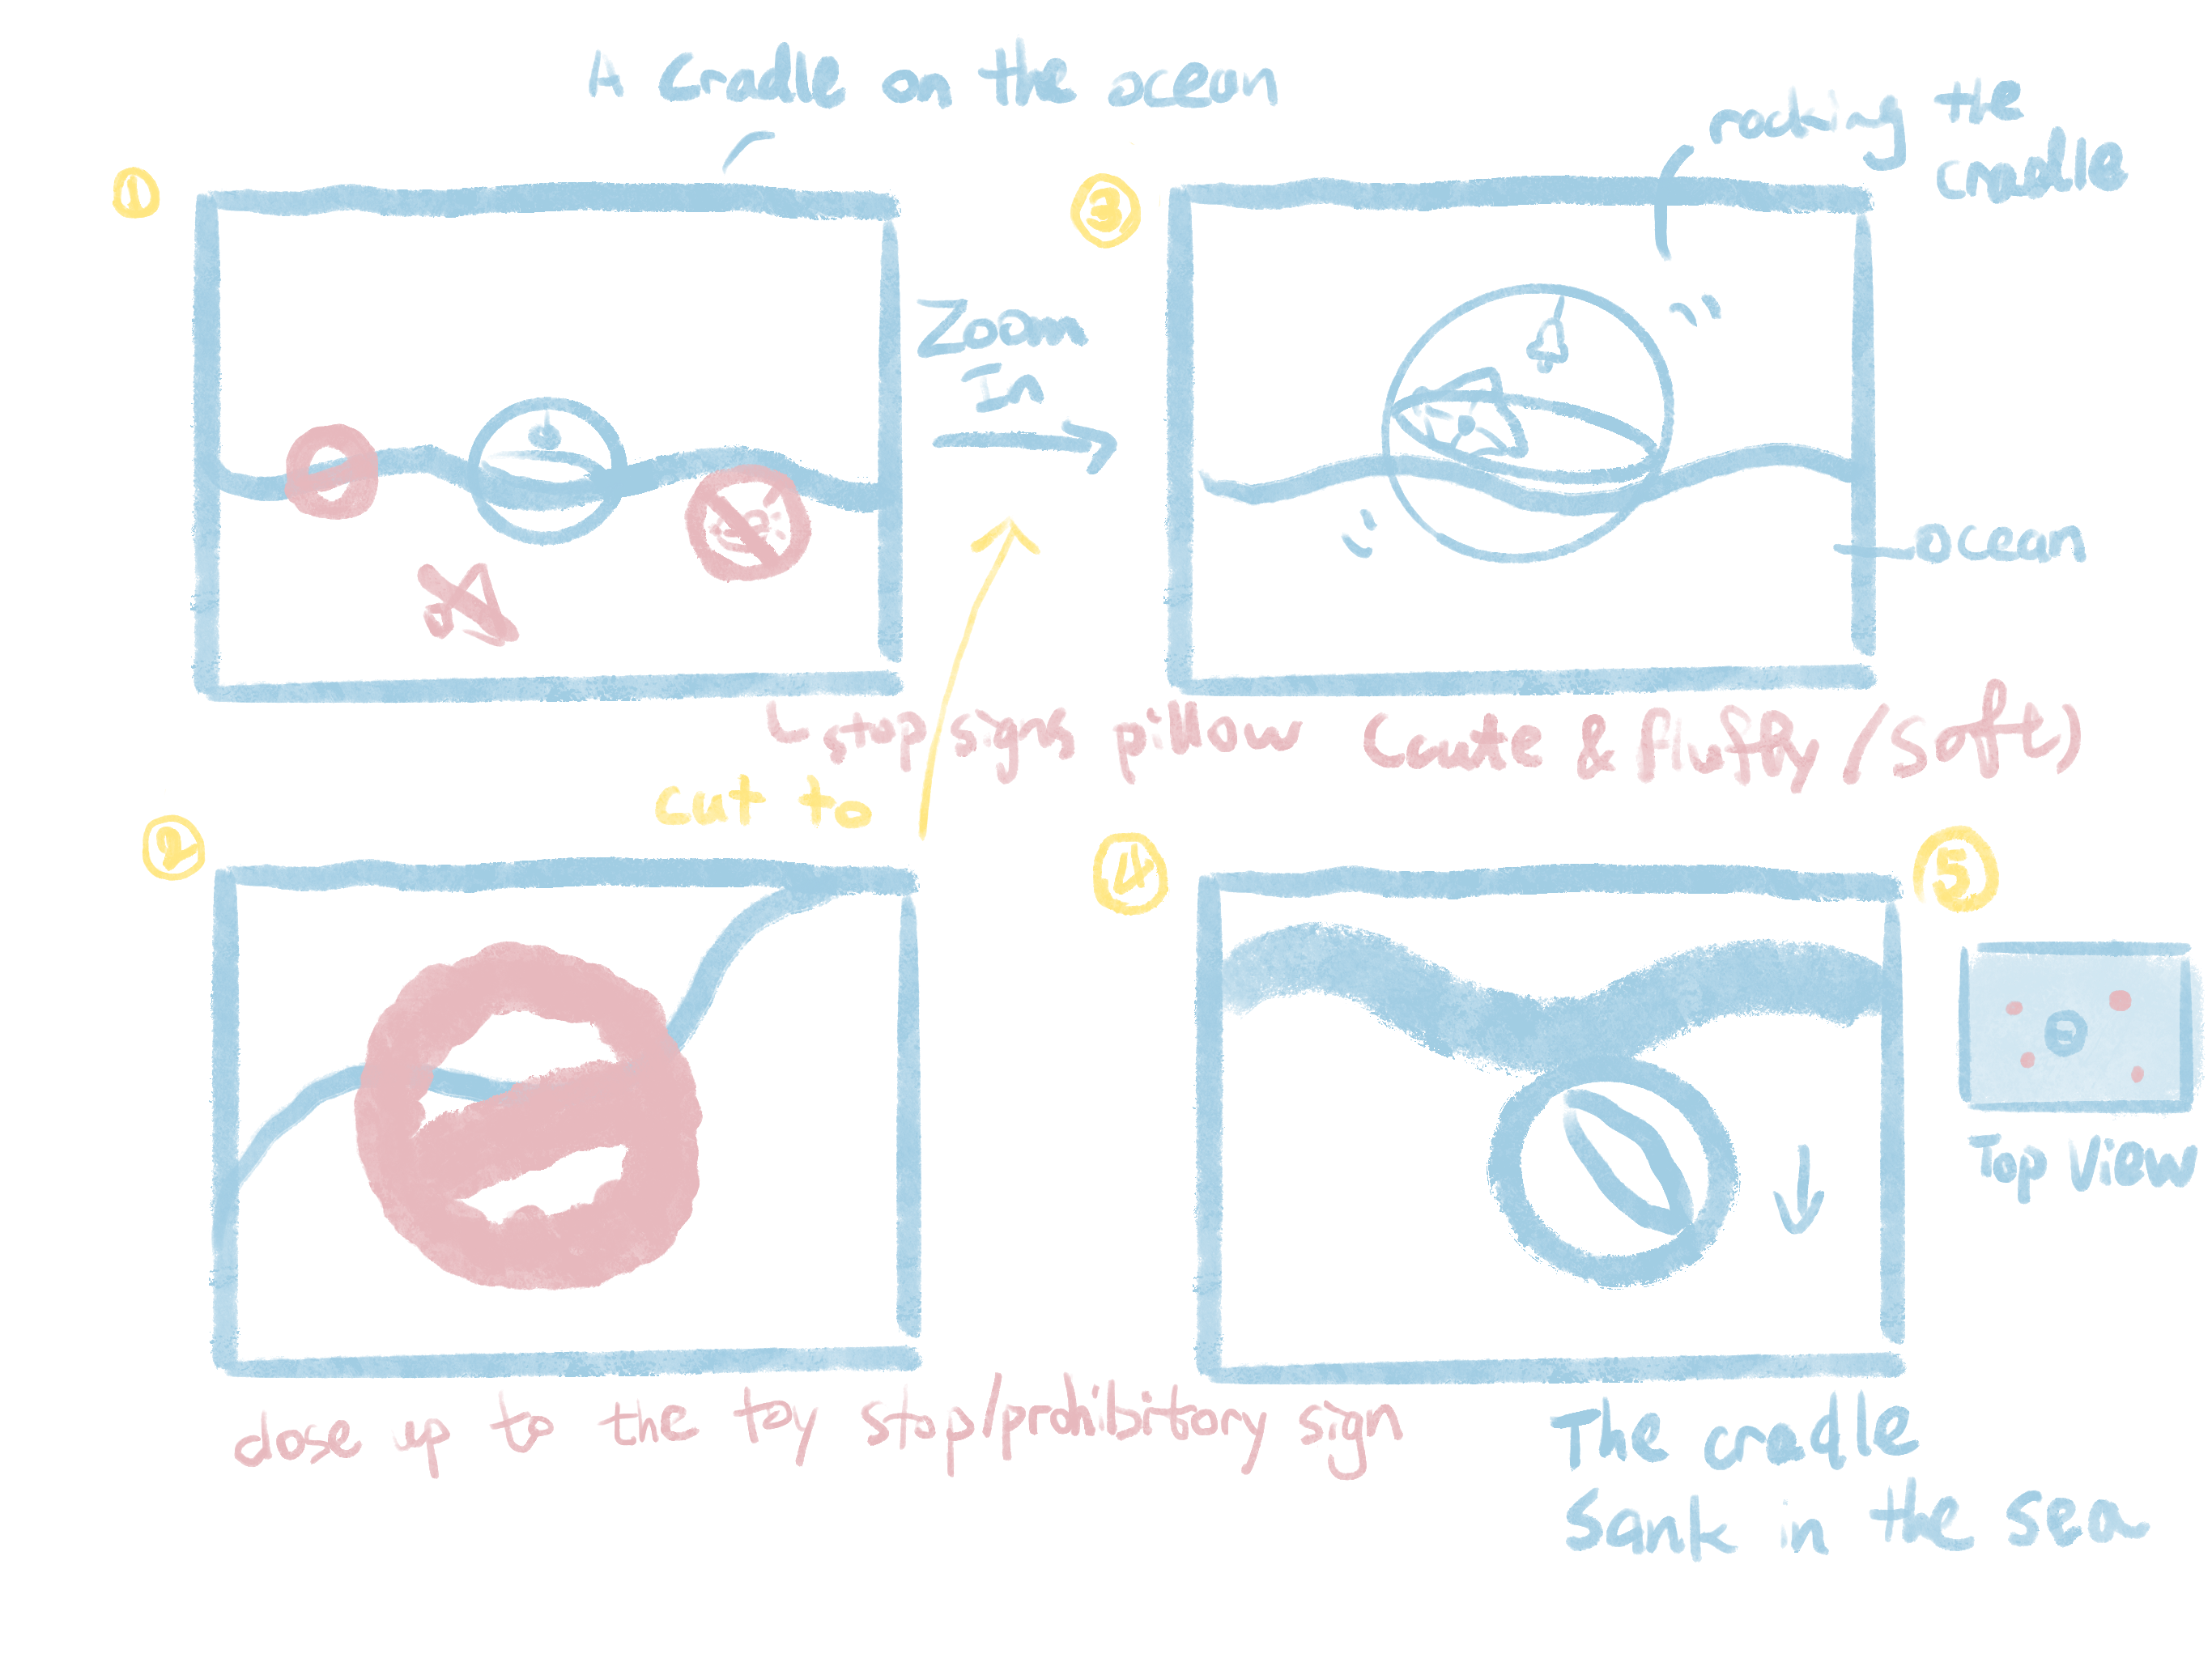 A Cradle on the ocean
①
Zoom
In
③
rocking the
cradle
ocean
stop signs pillow (cute & fluffy / soft)
cut to
②
close up to the toy stop/prohibitory sign
④
The cradle
Sank in the sea
⑤
Top View